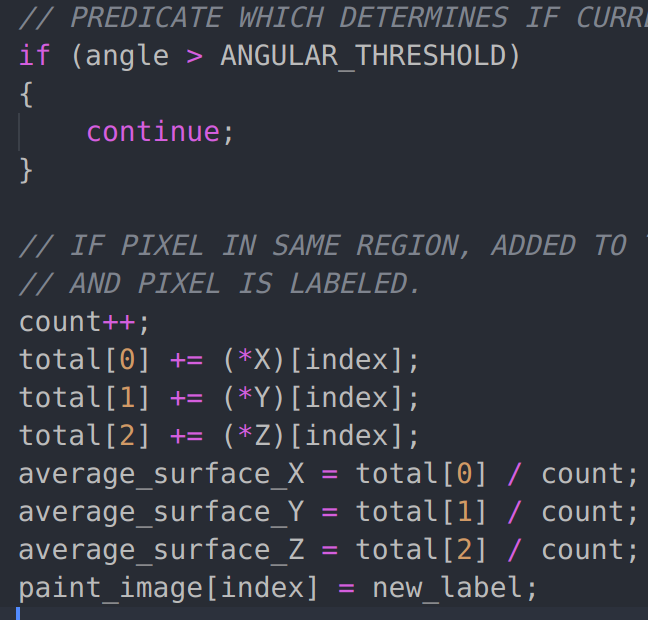 // PREDICATE WHICH DETERMINES IF
if (angle > ANGULAR_THRESHOLD)
{
continue;
}
// IF PIXEL IN SAME REGION, ADDED TO
// AND PIXEL IS LABELED.
count++;
total[0] += (*X)[index];
total[1] += (*Y)[index];
total[2] += (*Z)[index];
average_surface_X = total[0] / count;
average_surface_Y = total[1] / count;
average_surface_Z = total[2] / count;
paint_image[index] = new_label;